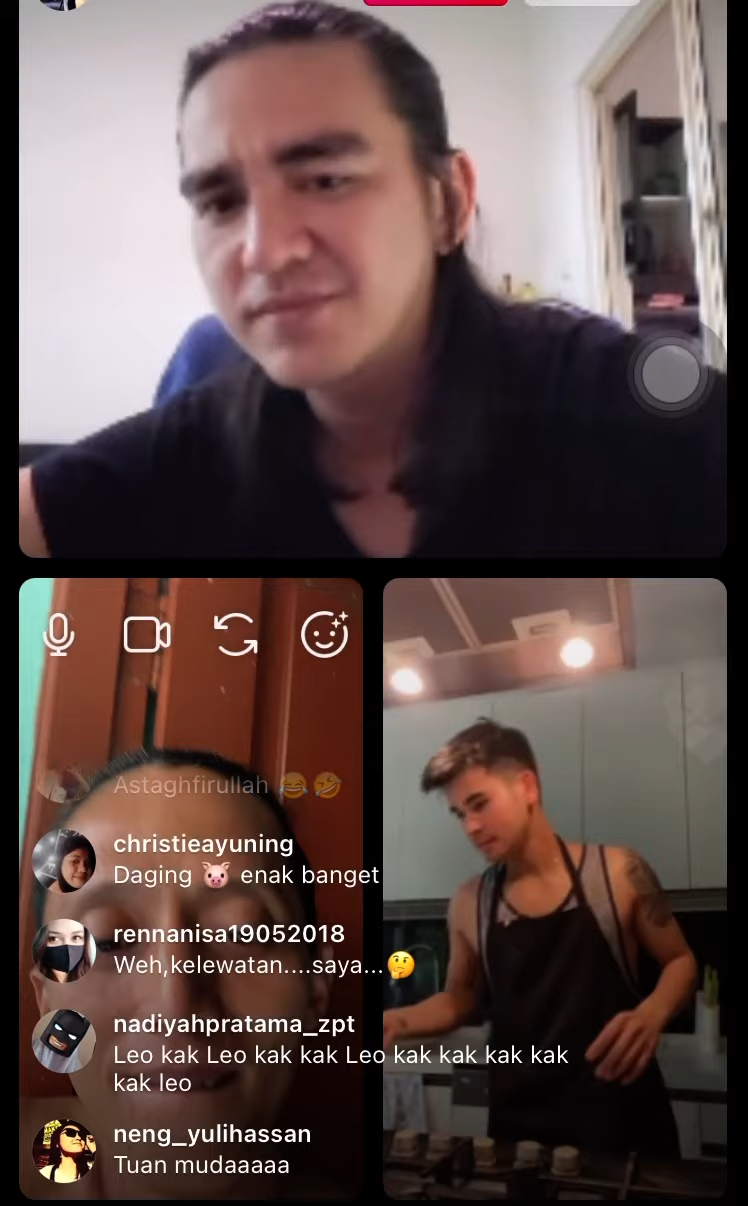 Astaghfirullah 😂🤣
christieayuning
Daging 🐷 enak banget
rennanisa19052018
Weh,kelewatan....saya...🤔
nadiyahpratama_zpt
Leo kak Leo kak kak Leo kak kak kak kak
kak leo
neng_yulihassan
Tuan mudaaaaa